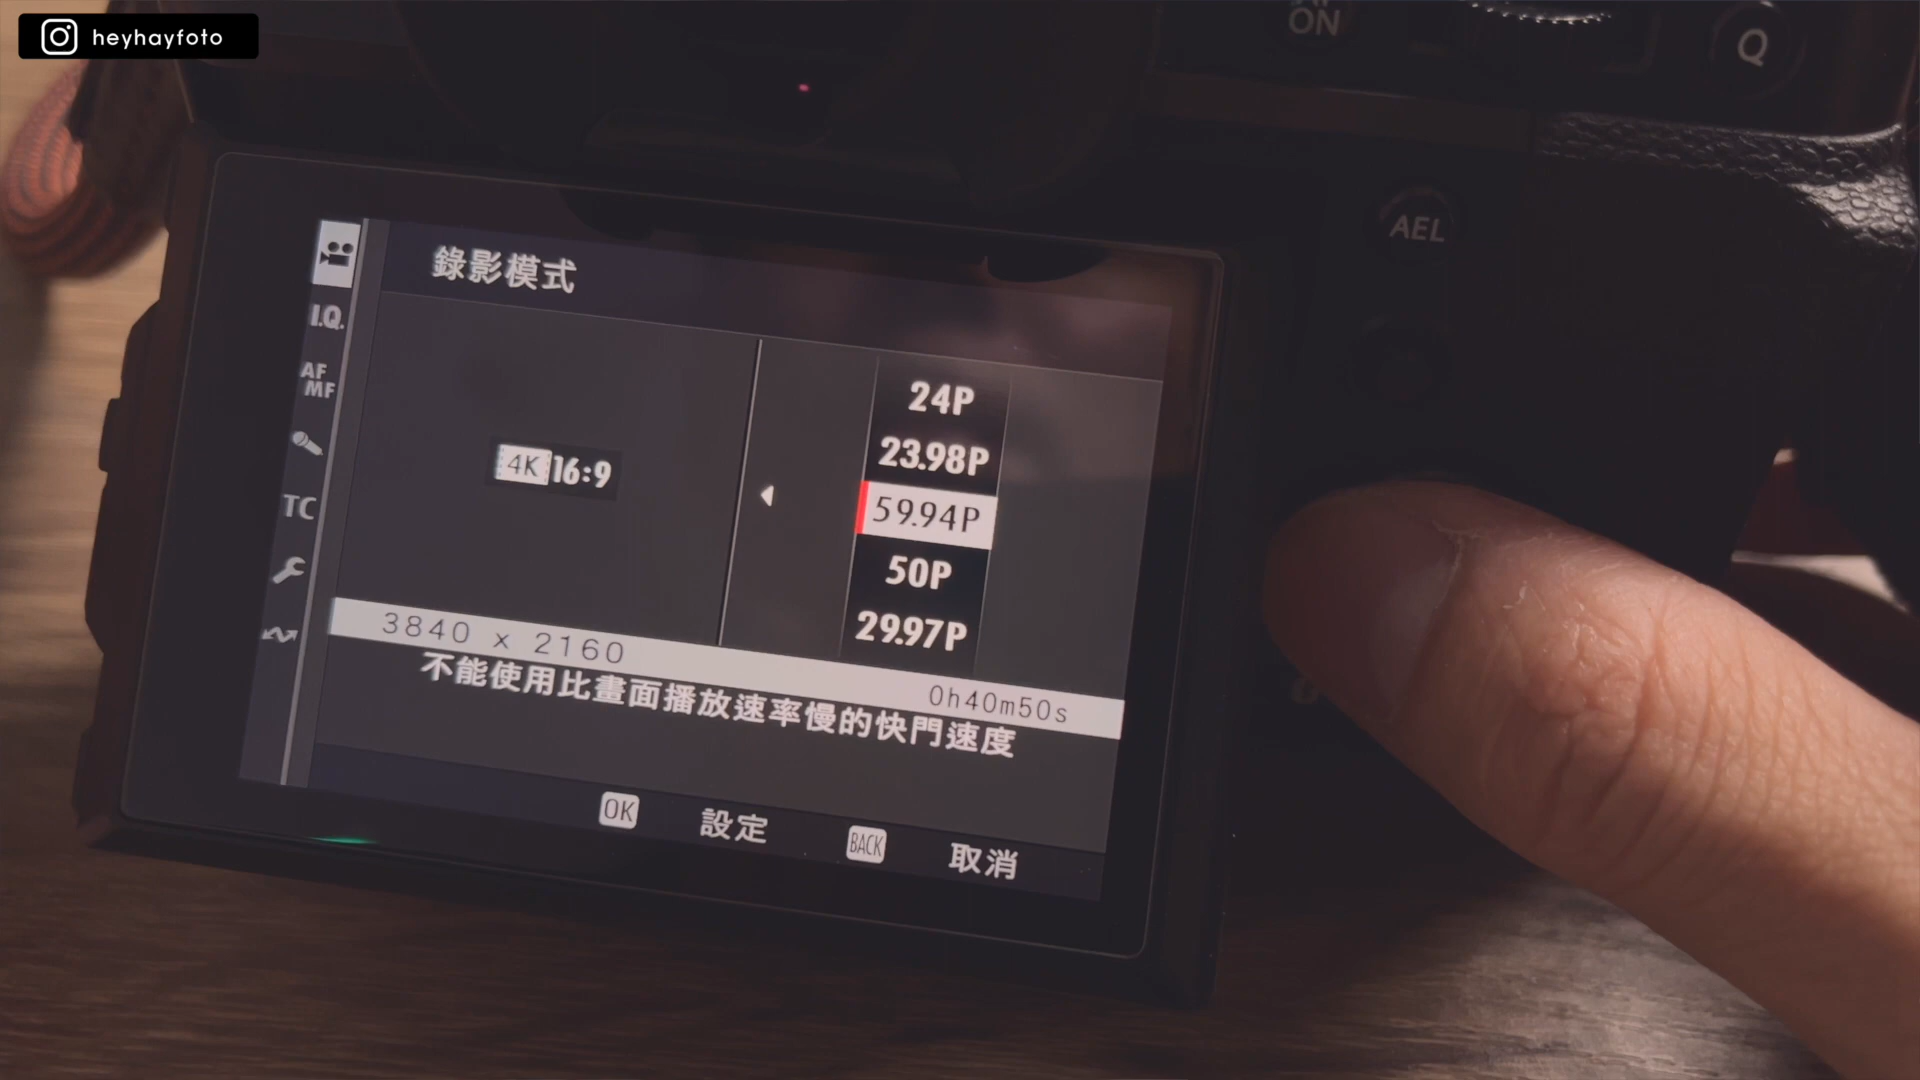 heyhayfoto
ON
Q
AEL
錄影模式
I.Q.
AF
MF
TC
4K 16:9
24P
23.98P
59.94P
50P
29.97P
3840 x 2160
0h40m50s
不能使用比畫面播放速率慢的快門速度
OK 設定 BACK 取消